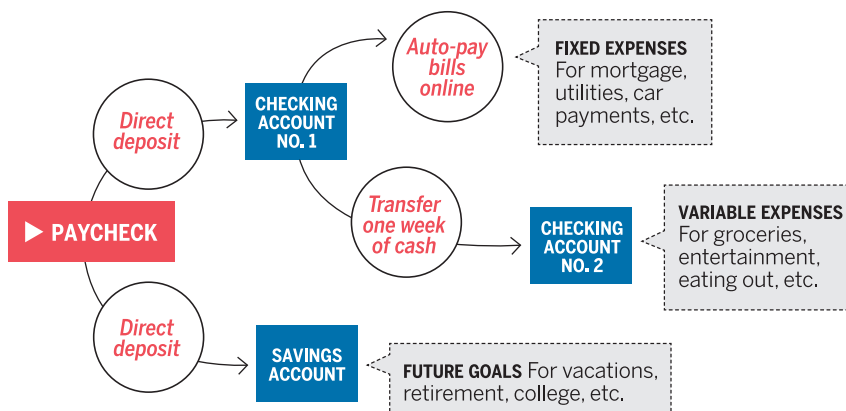 Auto-pay
bills
online
FIXED EXPENSES
For mortgage,
utilities, car
payments, etc.
Direct
deposit
CHECKING
ACCOUNT
NO. 1
PAYCHECK
Transfer
one week
of cash
CHECKING
ACCOUNT
NO. 2
VARIABLE EXPENSES
For groceries,
entertainment,
eating out, etc.
Direct
deposit
SAVINGS
ACCOUNT
FUTURE GOALS For vacations,
retirement, college, etc.